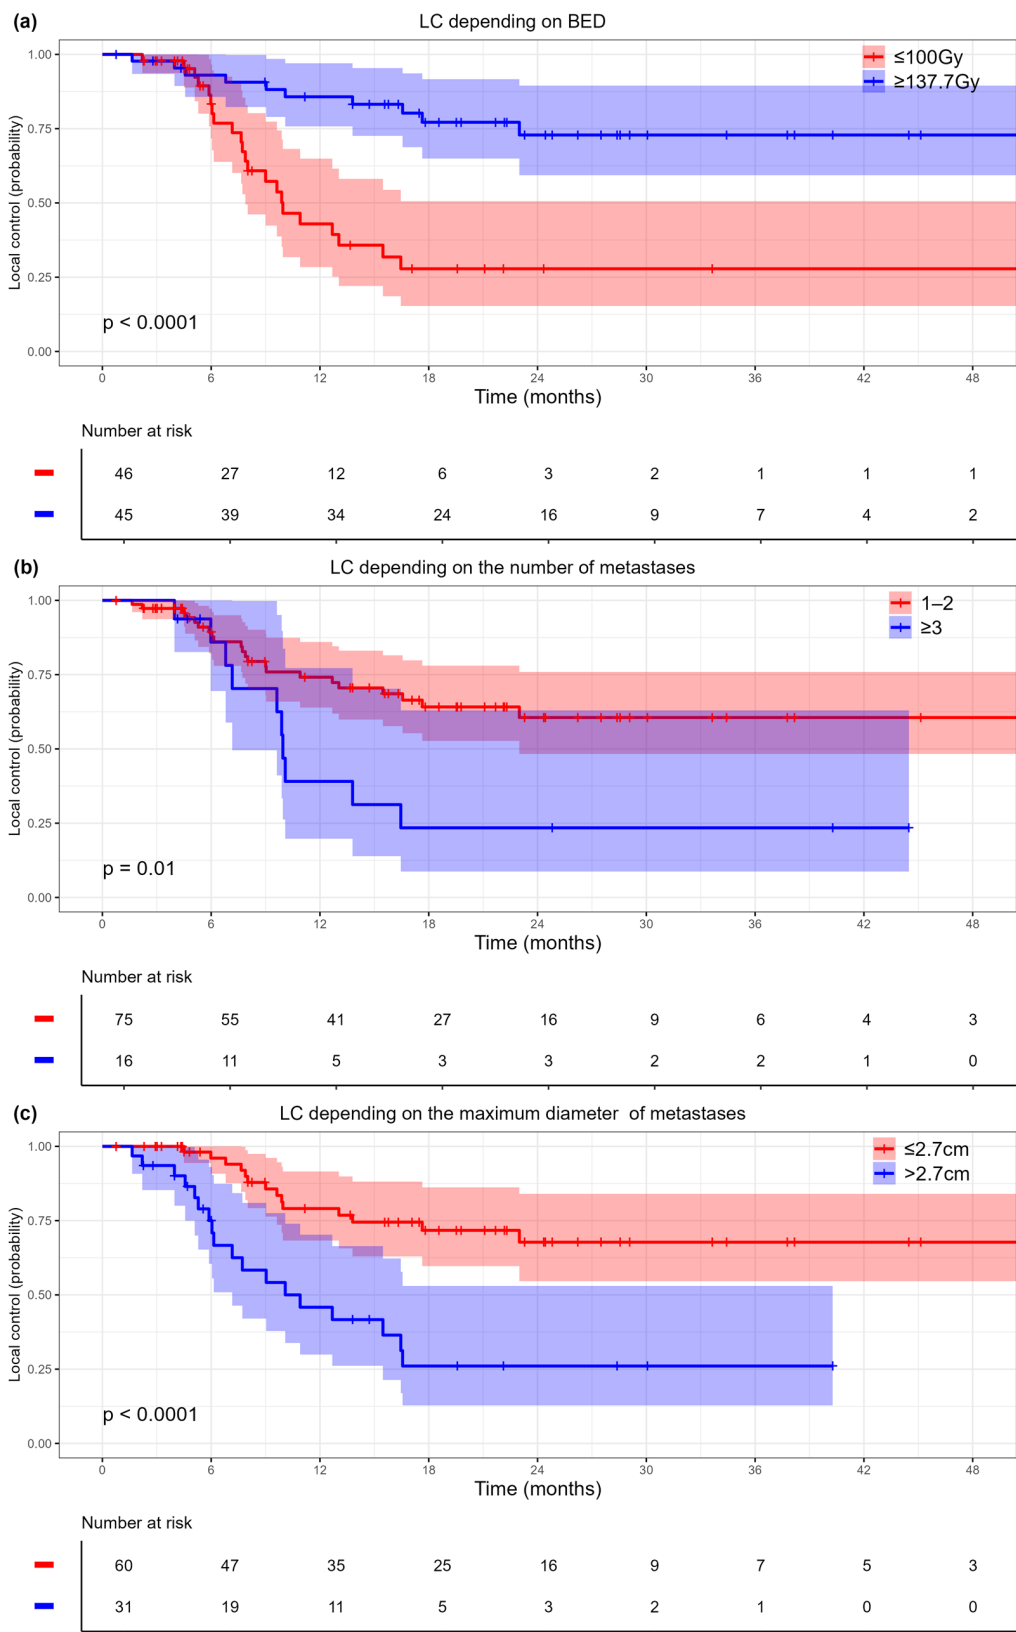 (a)
LC depending on BED
Local control (probability)
1.00
0.75
0.50
0.25
0.00
≤100Gy
≥137.7Gy
p < 0.0001
0 6 12 18 24 30 36 42 48
Time (months)
Number at risk
46 27 12 6 3 2 1 1 1
45 39 34 24 16 9 7 4 2
(b)
LC depending on the number of metastases
Local control (probability)
1.00
0.75
0.50
0.25
0.00
1–2
≥3
p = 0.01
0 6 12 18 24 30 36 42 48
Time (months)
Number at risk
75 55 41 27 16 9 6 4 3
16 11 5 3 3 2 2 1 0
(c)
LC depending on the maximum diameter of metastases
Local control (probability)
1.00
0.75
0.50
0.25
0.00
≤2.7cm
>2.7cm
p < 0.0001
0 6 12 18 24 30 36 42 48
Time (months)
Number at risk
60 47 35 25 16 9 7 5 3
31 19 11 5 3 2 1 0 0